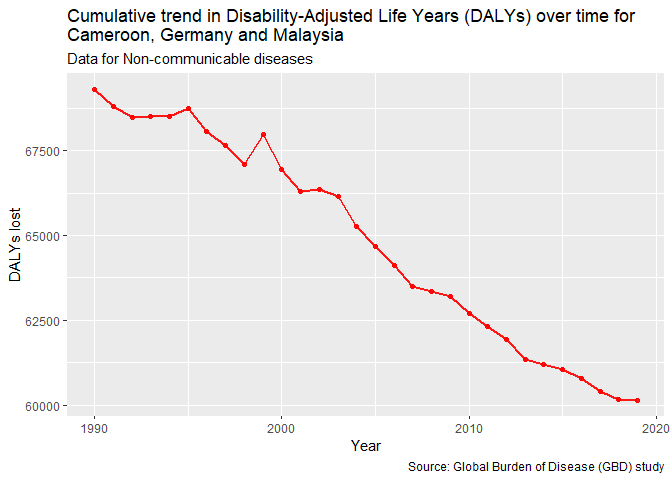 Cumulative trend in Disability-Adjusted Life Years (DALYs) over time for
Cameroon, Germany and Malaysia
Data for Non-communicable diseases
67500
65000
62500
60000
DALYs lost
1990
2000
2010
2020
Year
Source: Global Burden of Disease (GBD) study